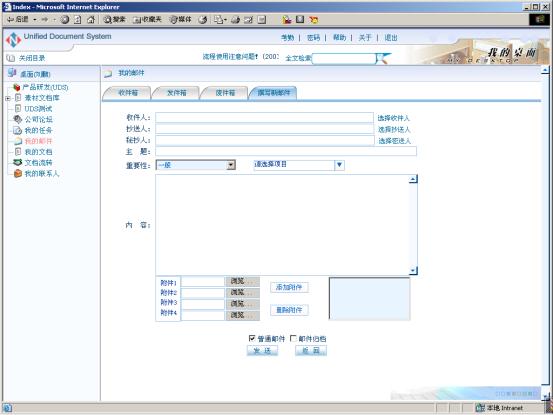 Index - Microsoft Internet Explorer
后退
搜索
收藏夹
媒体
Unified Document System
考勤 | 密码 | 帮助 | 关于 | 退出
关闭目录
流程使用注意问题
(200:
全文检索
我的桌面
MY DESKTOP
桌面(刘鹏)
产品研发(UDS)
素材文档库
UDS测试
公司论坛
我的任务
我的邮件
我的文档
文档流转
我的联系人
我的邮件
收件箱
发件箱
废件箱
撰写新邮件
收件人:
选择收件人
抄送人:
选择抄送人
秘抄人:
选择密送人
主 题:
重要性:
一般
请选择项目
内 容:
附件1
浏览...
附件2
浏览...
附件3
浏览...
附件4
浏览...
添加附件
重除附件
普通邮件
邮件归档
发 送
返 回
本地 Intranet